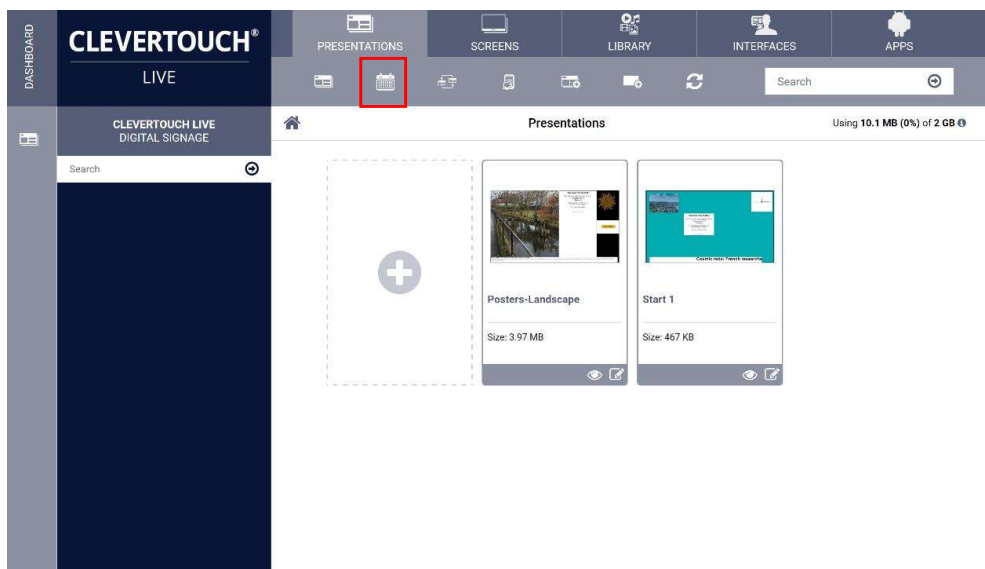 DASHBOARD
CLEVERTOUCH®
LIVE
PRESENTATIONS
SCREENS
LIBRARY
INTERFACES
APPS
Search
CLEVERTOUCH LIVE
DIGITAL SIGNAGE
Search
Presentations
Using 10.1 MB (0%) of 2 GB
Posters-Landscape
Size: 3.97 MB
Start 1
Size: 467 KB